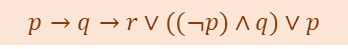 𝑝 → 𝑞 → 𝑟 ∨ ((¬𝑝) ∧ 𝑞) ∨ 𝑝